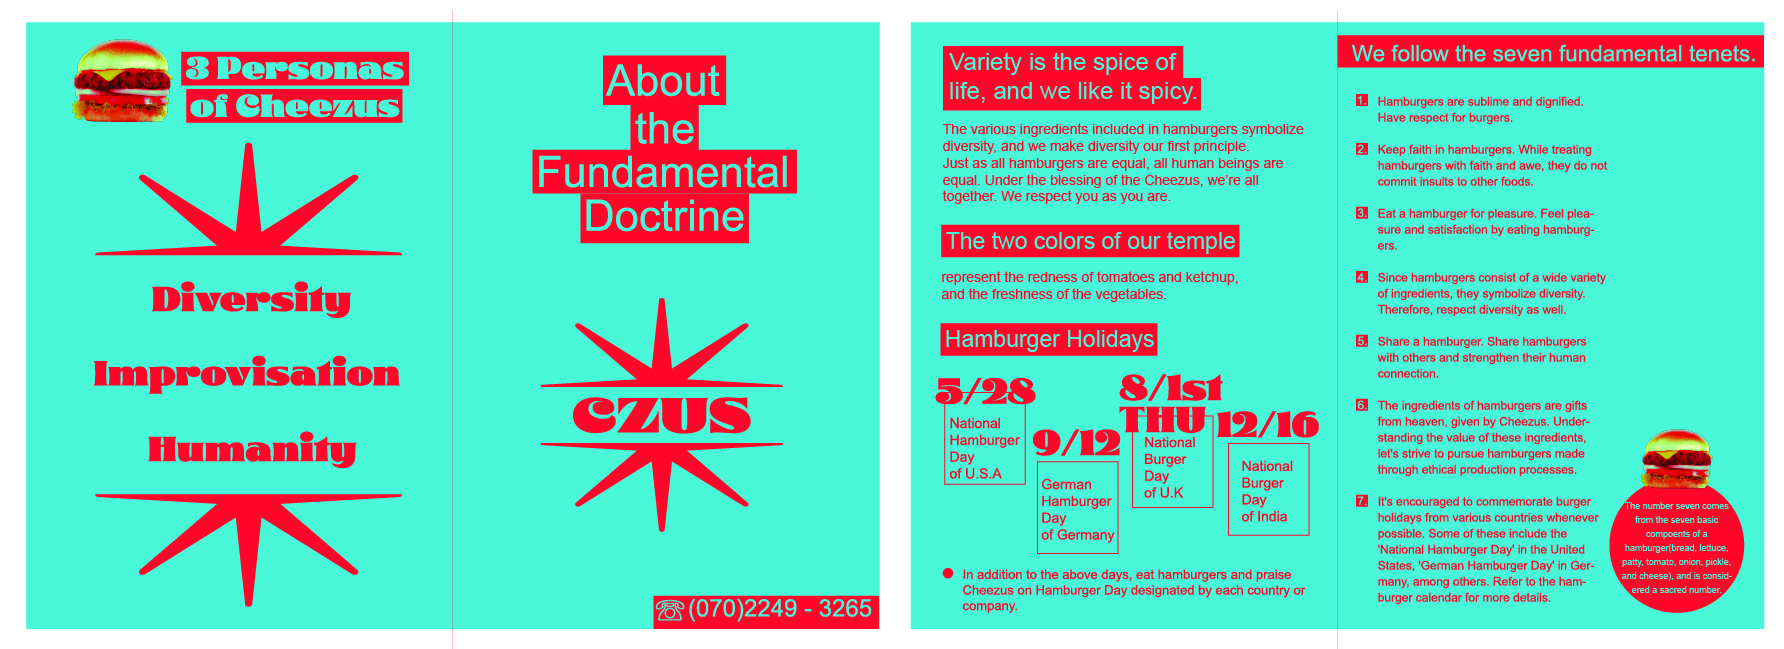 3 Personas
of Cheezus
Diversity
Improvisation
Humanity
About
the
Fundamental
Doctrine
CZUS
(070)2249 - 3265
Variety is the spice of
life, and we like it spicy.
The various ingredients included in hamburgers symbolize
diversity, and we make diversity our first principle.
Just as all hamburgers are equal, all human beings are
equal. Under the blessing of the Cheezus, we're all
together. We respect you as you are.
The two colors of our temple
represent the redness of tomatoes and ketchup,
and the freshness of the vegetables.
Hamburger Holidays
5/28
National
Hamburger
Day
of U.S.A
9/12
German
Hamburger
Day
of Germany
8/1st
THU
National
Burger
Day
of U.K
12/16
National
Burger
Day
of India
In addition to the above days, eat hamburgers and praise
Cheezus on Hamburger Day designated by each country or
company.
We follow the seven fundamental tenets.
1. Hamburgers are sublime and dignified.
Have respect for burgers.
2. Keep faith in hamburgers. While treating
hamburgers with faith and awe, they do not
commit insults to other foods.
3. Eat a hamburger for pleasure. Feel plea-
sure and satisfaction by eating hamburg-
ers.
4. Since hamburgers consist of a wide variety
of ingredients, they symbolize diversity.
Therefore, respect diversity as well.
5. Share a hamburger. Share hamburgers
with others and strengthen their human
connection.
6. The ingredients of hamburgers are gifts
from heaven, given by Cheezus. Under-
standing the value of these ingredients,
let's strive to pursue hamburgers made
through ethical production processes.
7. It's encouraged to commemorate burger
holidays from various countries whenever
possible. Some of these include the
'National Hamburger Day' in the United
States, 'German Hamburger Day' in Ger-
many, among others. Refer to the ham-
burger calendar for more details.
The number seven comes
from the seven basic
compoents of a
hamburger(bread, lettuce,
patty, tomato, onion, pickle,
and cheese), and is consid-
ered a sacred number.